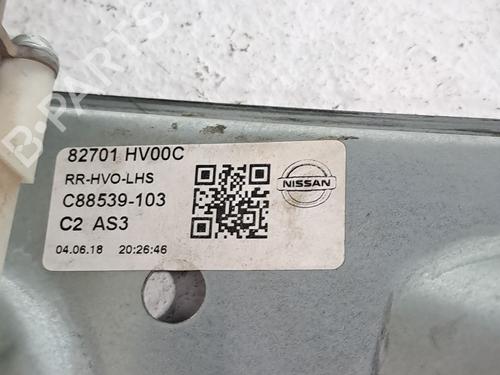 82701 HV00C
RR-HVO-LHS
C88539-103
C2 AS3
04.06.18 20:26:46
NISSAN
B-PARTS